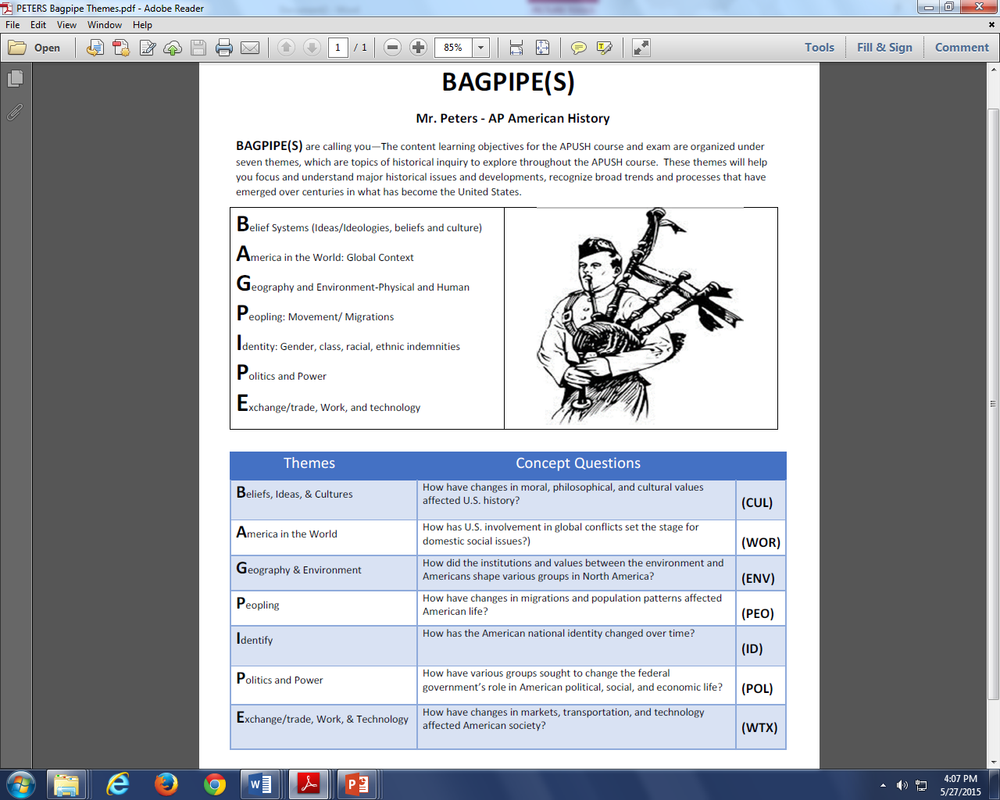 PETERS Bagpipe Themes.pdf - Adobe Reader
File Edit View Window Help
Open 1 / 1 85% Tools Fill & Sign Comment
BAGPIPE(S)
Mr. Peters - AP American History
BAGPIPE(S) are calling you—The content learning objectives for the APUSH course and exam are organized under
seven themes, which are topics of historical inquiry to explore throughout the APUSH course. These themes will help
you focus and understand major historical issues and developments, recognize broad trends and processes that have
emerged over centuries in what has become the United States.
Belief Systems (Ideas/Ideologies, beliefs and culture)
America in the World: Global Context
Geography and Environment-Physical and Human
Peopling: Movement/ Migrations
Identity: Gender, class, racial, ethnic indemnities
Politics and Power
Exchange/trade, Work, and technology
Themes Concept Questions
Beliefs, Ideas, & Cultures
How have changes in moral, philosophical, and cultural values
affected U.S. history?
(CUL)
America in the World
How has U.S. involvement in global conflicts set the stage for
domestic social issues?)
(WOR)
Geography & Environment
How did the institutions and values between the environment and
Americans shape various groups in North America?
(ENV)
Peopling
How have changes in migrations and population patterns affected
American life?
(PEO)
Identify
How has the American national identity changed over time?
(ID)
Politics and Power
How have various groups sought to change the federal
government's role in American political, social, and economic life?
(POL)
Exchange/trade, Work, & Technology
How have changes in markets, transportation, and technology
affected American society?
(WTX)
4:07 PM
5/27/2015